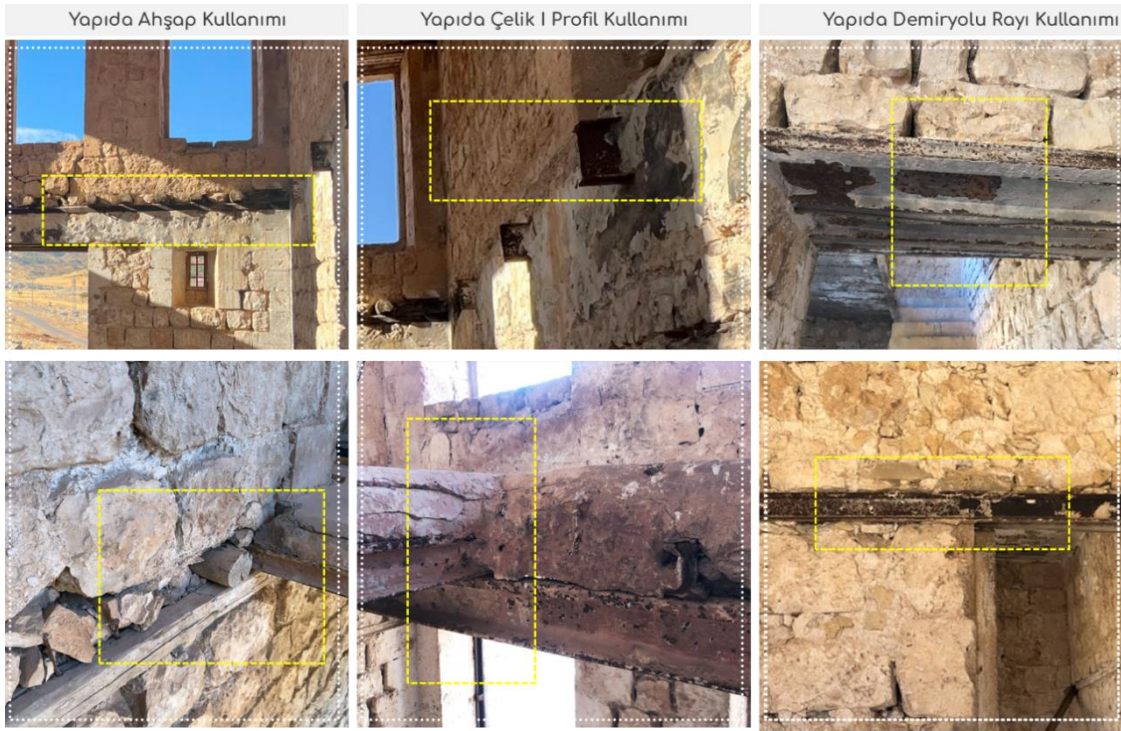 Yapıda Ahşap Kullanımı
Yapıda Çelik I Profil Kullanımı
Yapıda Demiryolu Rayı Kullanımı